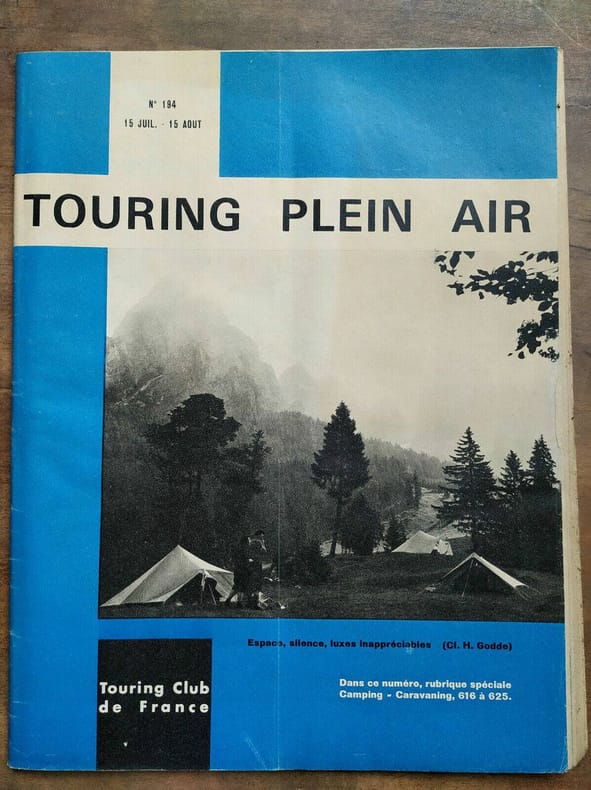 N° 194
15 JUIL. - 15 AOUT
TOURING PLEIN AIR
Espace, silence, luxes inappréciables (Cl. H. Godde)
Touring Club
de France
Dans ce numéro, rubrique spéciale
Camping - Caravaning, 616 à 625.